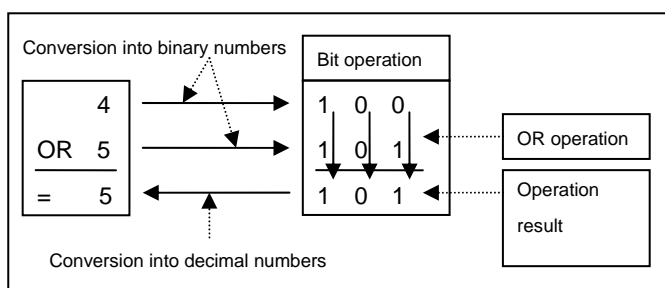 Conversion into binary numbers
Bit operation
4
1 0 0
OR 5
1 0 1
OR operation
= 5
1 0 1
Operation
result
Conversion into decimal numbers